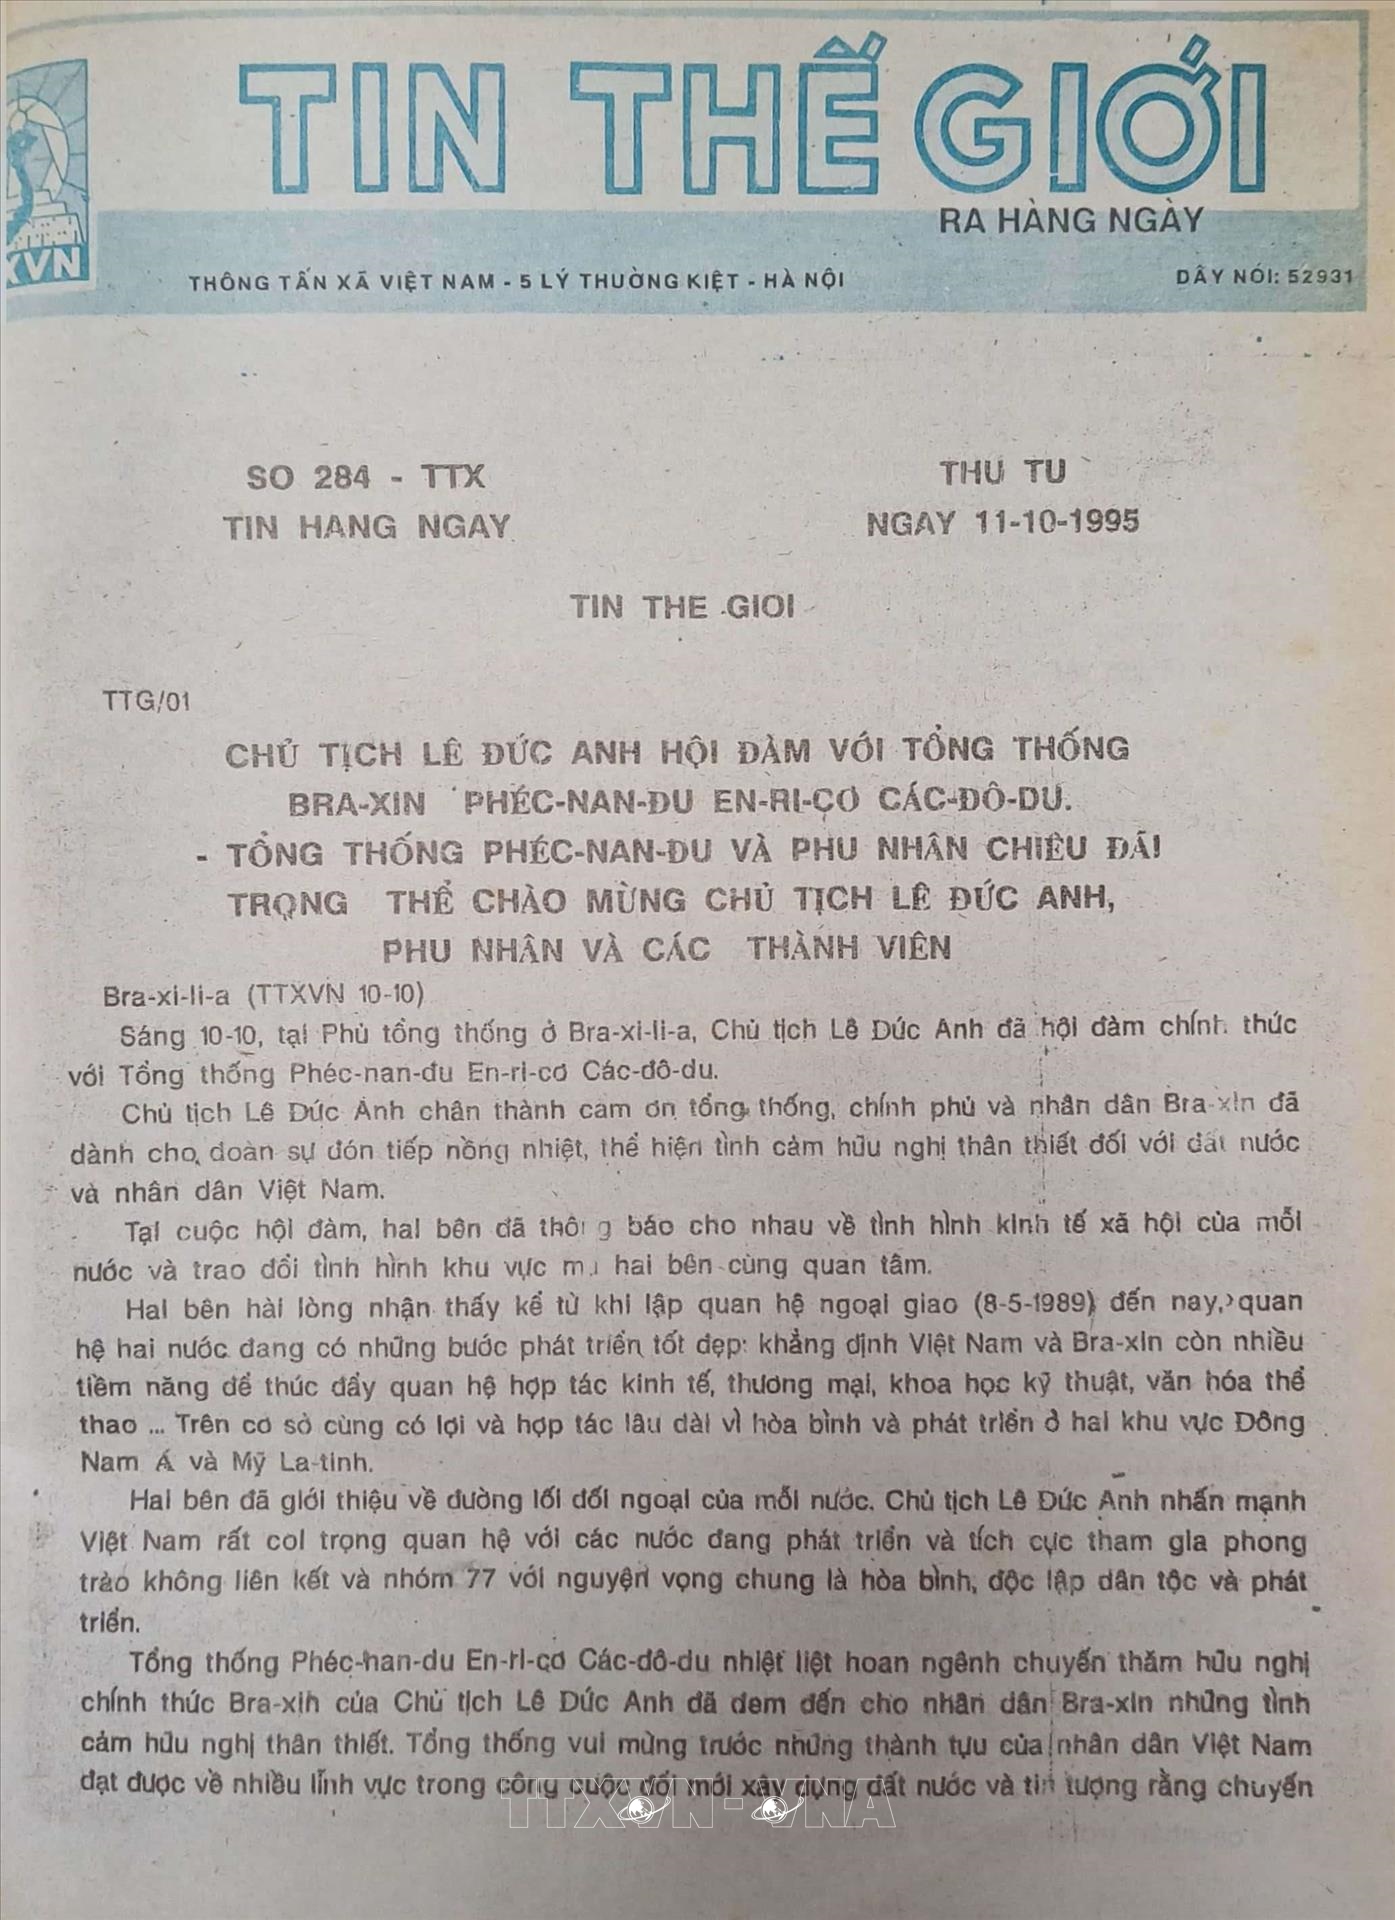 TIN THẾ GIỚI
RA HÀNG NGÀY
XVN
THÔNG TẤN XÃ VIỆT NAM - 5 LÝ THƯỜNG KIỆT - HÀ NỘI
DÂY NÓI: 52931
SO 284 - TTX
THU TU
TIN HANG NGAY
NGAY 11-10-1995
TIN THE GIOI
TTG/01
CHỦ TỊCH LÊ ĐỨC ANH HỘI ĐÀM VỚI TỔNG THỐNG
BRA-XIN PHÉC-NAN-ĐU EN-RI-CƠ CÁC-ĐÔ-DU.
- TỔNG THỐNG PHÉC-NAN-ĐU VÀ PHU NHÂN CHIÊU ĐÃI
TRỌNG THỂ CHÀO MỪNG CHỦ TỊCH LÊ ĐỨC ANH,
PHU NHÂN VÀ CÁC THÀNH VIÊN
Bra-xi-li-a (TTXVN 10-10)
Sáng 10-10, tại Phủ tổng thống ở Bra-xi-li-a, Chủ tịch Lê Đức Anh đã hội đàm chính thức
với Tổng thống Phéc-nan-đu En-ri-cơ Các-đô-du.
Chủ tịch Lê Đức Anh chân thành cảm ơn tổng thống, chính phủ và nhân dân Bra-xin đã
dành cho đoàn sự đón tiếp nồng nhiệt, thể hiện tình cảm hữu nghị thân thiết đối với đất nước
và nhân dân Việt Nam.
Tại cuộc hội đàm, hai bên đã thông báo cho nhau về tình hình kinh tế xã hội của mỗi
nước và trao đổi tình hình khu vực mà hai bên cùng quan tâm.
Hai bên hài lòng nhận thấy kể từ khi lập quan hệ ngoại giao (8-5-1989) đến nay, quan
hệ hai nước đang có những bước phát triển tốt đẹp: khẳng định Việt Nam và Bra-xin còn nhiều
tiềm năng để thúc đẩy quan hệ hợp tác kinh tế, thương mại, khoa học kỹ thuật, văn hóa thể
thao ... Trên cơ sở cùng có lợi và hợp tác lâu dài vì hòa bình và phát triển ở hai khu vực Đông
Nam Á và Mỹ La-tinh.
Hai bên đã giới thiệu về đường lối đối ngoại của mỗi nước. Chủ tịch Lê Đức Anh nhấn mạnh
Việt Nam rất coi trọng quan hệ với các nước đang phát triển và tích cực tham gia phong
trào không liên kết và nhóm 77 với nguyện vọng chung là hòa bình, độc lập dân tộc và phát
triển.
Tổng thống Phéc-nan-du En-ri-cơ Các-đô-du nhiệt liệt hoan ngênh chuyến thăm hữu nghị
chính thức Bra-xin của Chủ tịch Lê Đức Anh đã đem đến cho nhân dân Bra-xin những tình
cảm hữu nghị thân thiết. Tổng thống vui mừng trước những thành tựu của nhân dân Việt Nam
đạt được về nhiều lĩnh vực trong công cuộc đổi mới xây dựng đất nước và tin tượng rằng chuyến
TTXVN-VNA